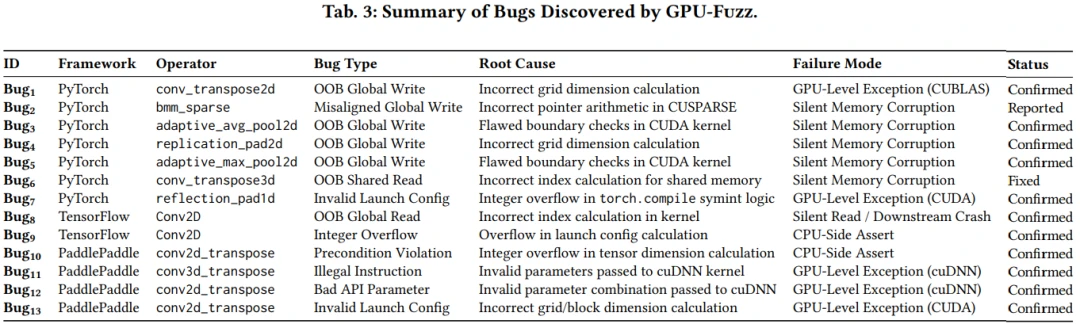 Tab. 3: Summary of Bugs Discovered by GPU-Fuzz.
ID Framework Operator Bug Type Root Cause Failure Mode Status
Bug1 PyTorch conv_transpose2d OOB Global Write Incorrect grid dimension calculation GPU-Level Exception (CUBLAS) Confirmed
Bug2 PyTorch bmm_sparse Misaligned Global Write Incorrect pointer arithmetic in CUSPARSE Silent Memory Corruption Reported
Bug3 PyTorch adaptive_avg_pool2d OOB Global Write Flawed boundary checks in CUDA kernel Silent Memory Corruption Confirmed
Bug4 PyTorch replication_pad2d OOB Global Write Incorrect grid dimension calculation Silent Memory Corruption Confirmed
Bug5 PyTorch adaptive_max_pool2d OOB Global Write Flawed boundary checks in CUDA kernel Silent Memory Corruption Confirmed
Bug6 PyTorch conv_transpose3d OOB Shared Read Incorrect index calculation for shared memory Silent Memory Corruption Fixed
Bug7 PyTorch reflection_pad1d Invalid Launch Config Integer overflow in torch.compile symint logic GPU-Level Exception (CUDA) Confirmed
Bug8 TensorFlow Conv2D OOB Global Read Incorrect index calculation in kernel Silent Read / Downstream Crash Confirmed
Bug9 TensorFlow Conv2D Integer Overflow Overflow in launch config calculation CPU-Side Assert Confirmed
Bug10 PaddlePaddle conv2d_transpose Precondition Violation Integer overflow in tensor dimension calculation CPU-Side Assert Confirmed
Bug11 PaddlePaddle conv3d_transpose Illegal Instruction Invalid parameters passed to cuDNN kernel GPU-Level Exception (cuDNN) Confirmed
Bug12 PaddlePaddle conv2d_transpose Bad API Parameter Invalid parameter combination passed to cuDNN GPU-Level Exception (cuDNN) Confirmed
Bug13 PaddlePaddle conv2d_transpose Invalid Launch Config Incorrect grid/block dimension calculation GPU-Level Exception (CUDA) Confirmed